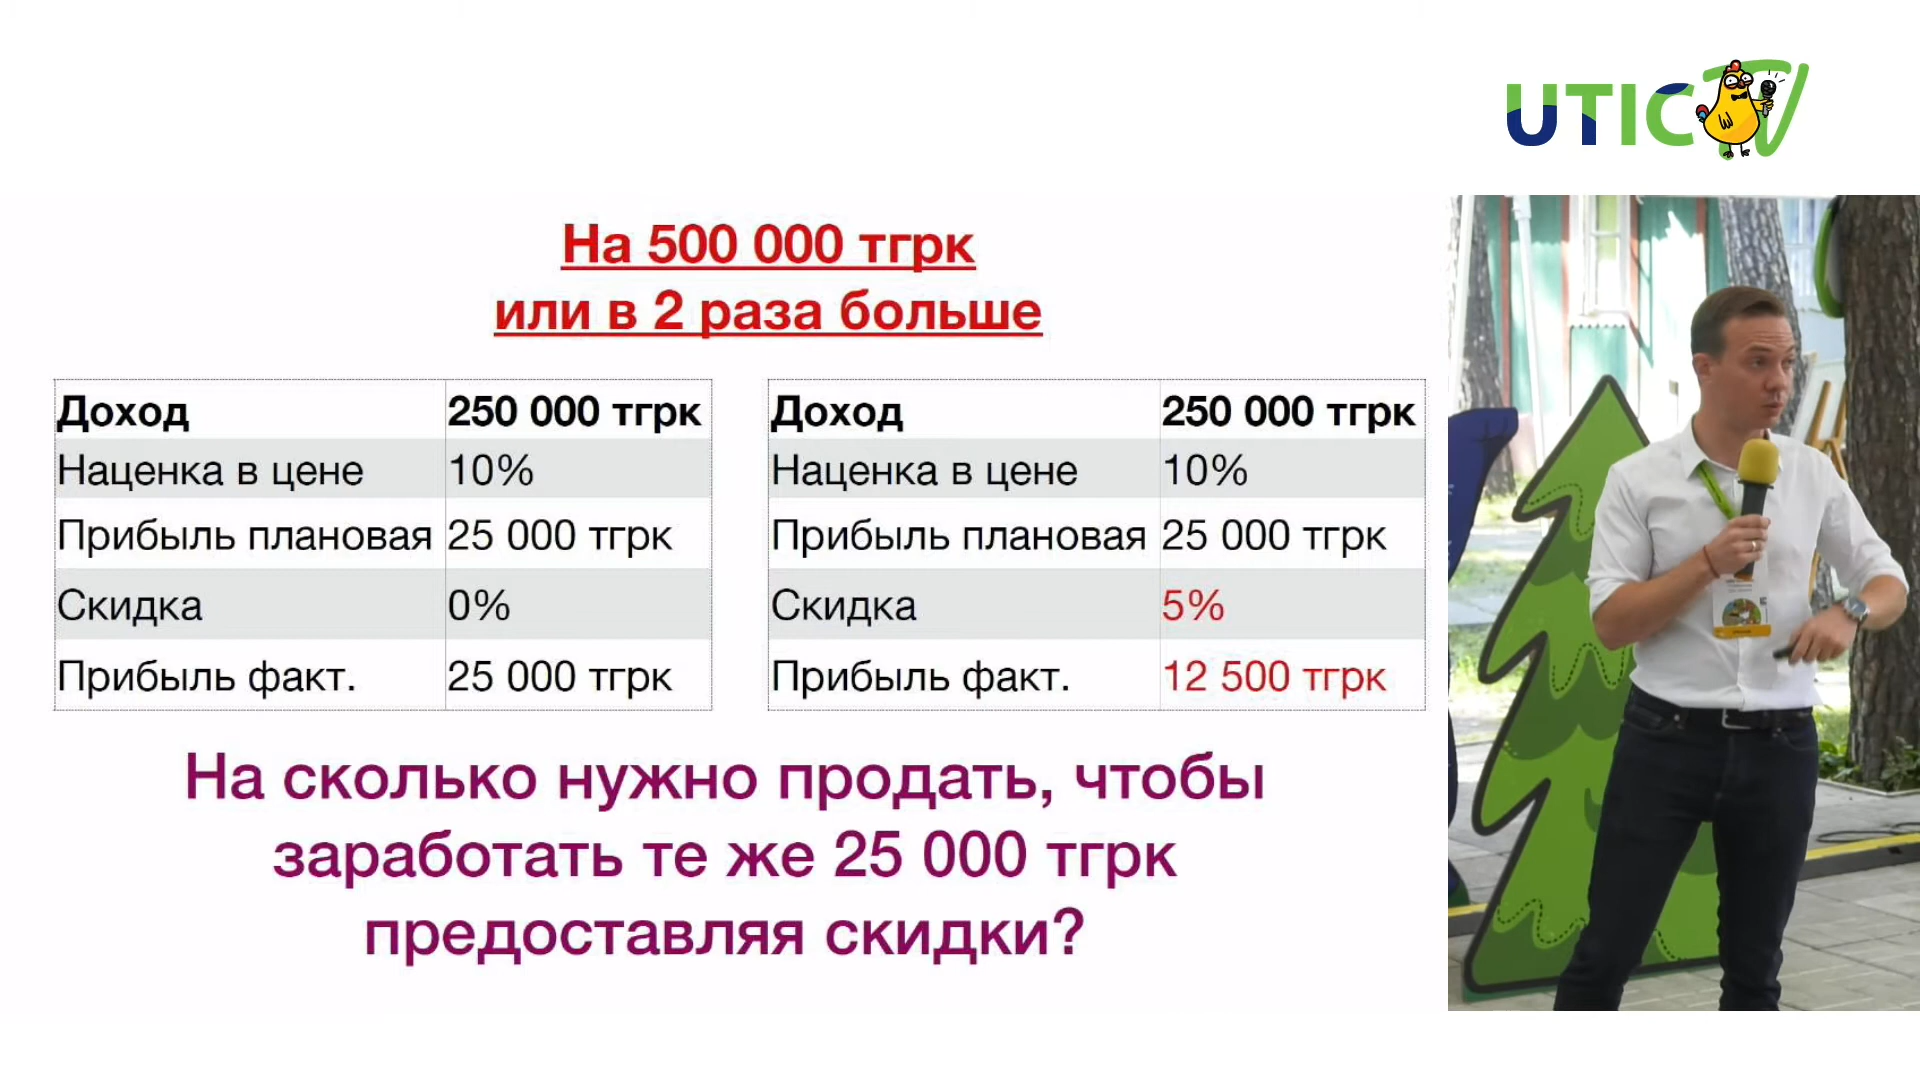 UTIC TV
На 500 000 тгрк
или в 2 раза больше
Доход 250 000 тгрк
Наценка в цене 10%
Прибыль плановая 25 000 тгрк
Скидка 0%
Прибыль факт. 25 000 тгрк
Доход 250 000 тгрк
Наценка в цене 10%
Прибыль плановая 25 000 тгрк
Скидка 5%
Прибыль факт. 12 500 тгрк
На сколько нужно продать, чтобы
заработать те же 25 000 тгрк
предоставляя скидки?